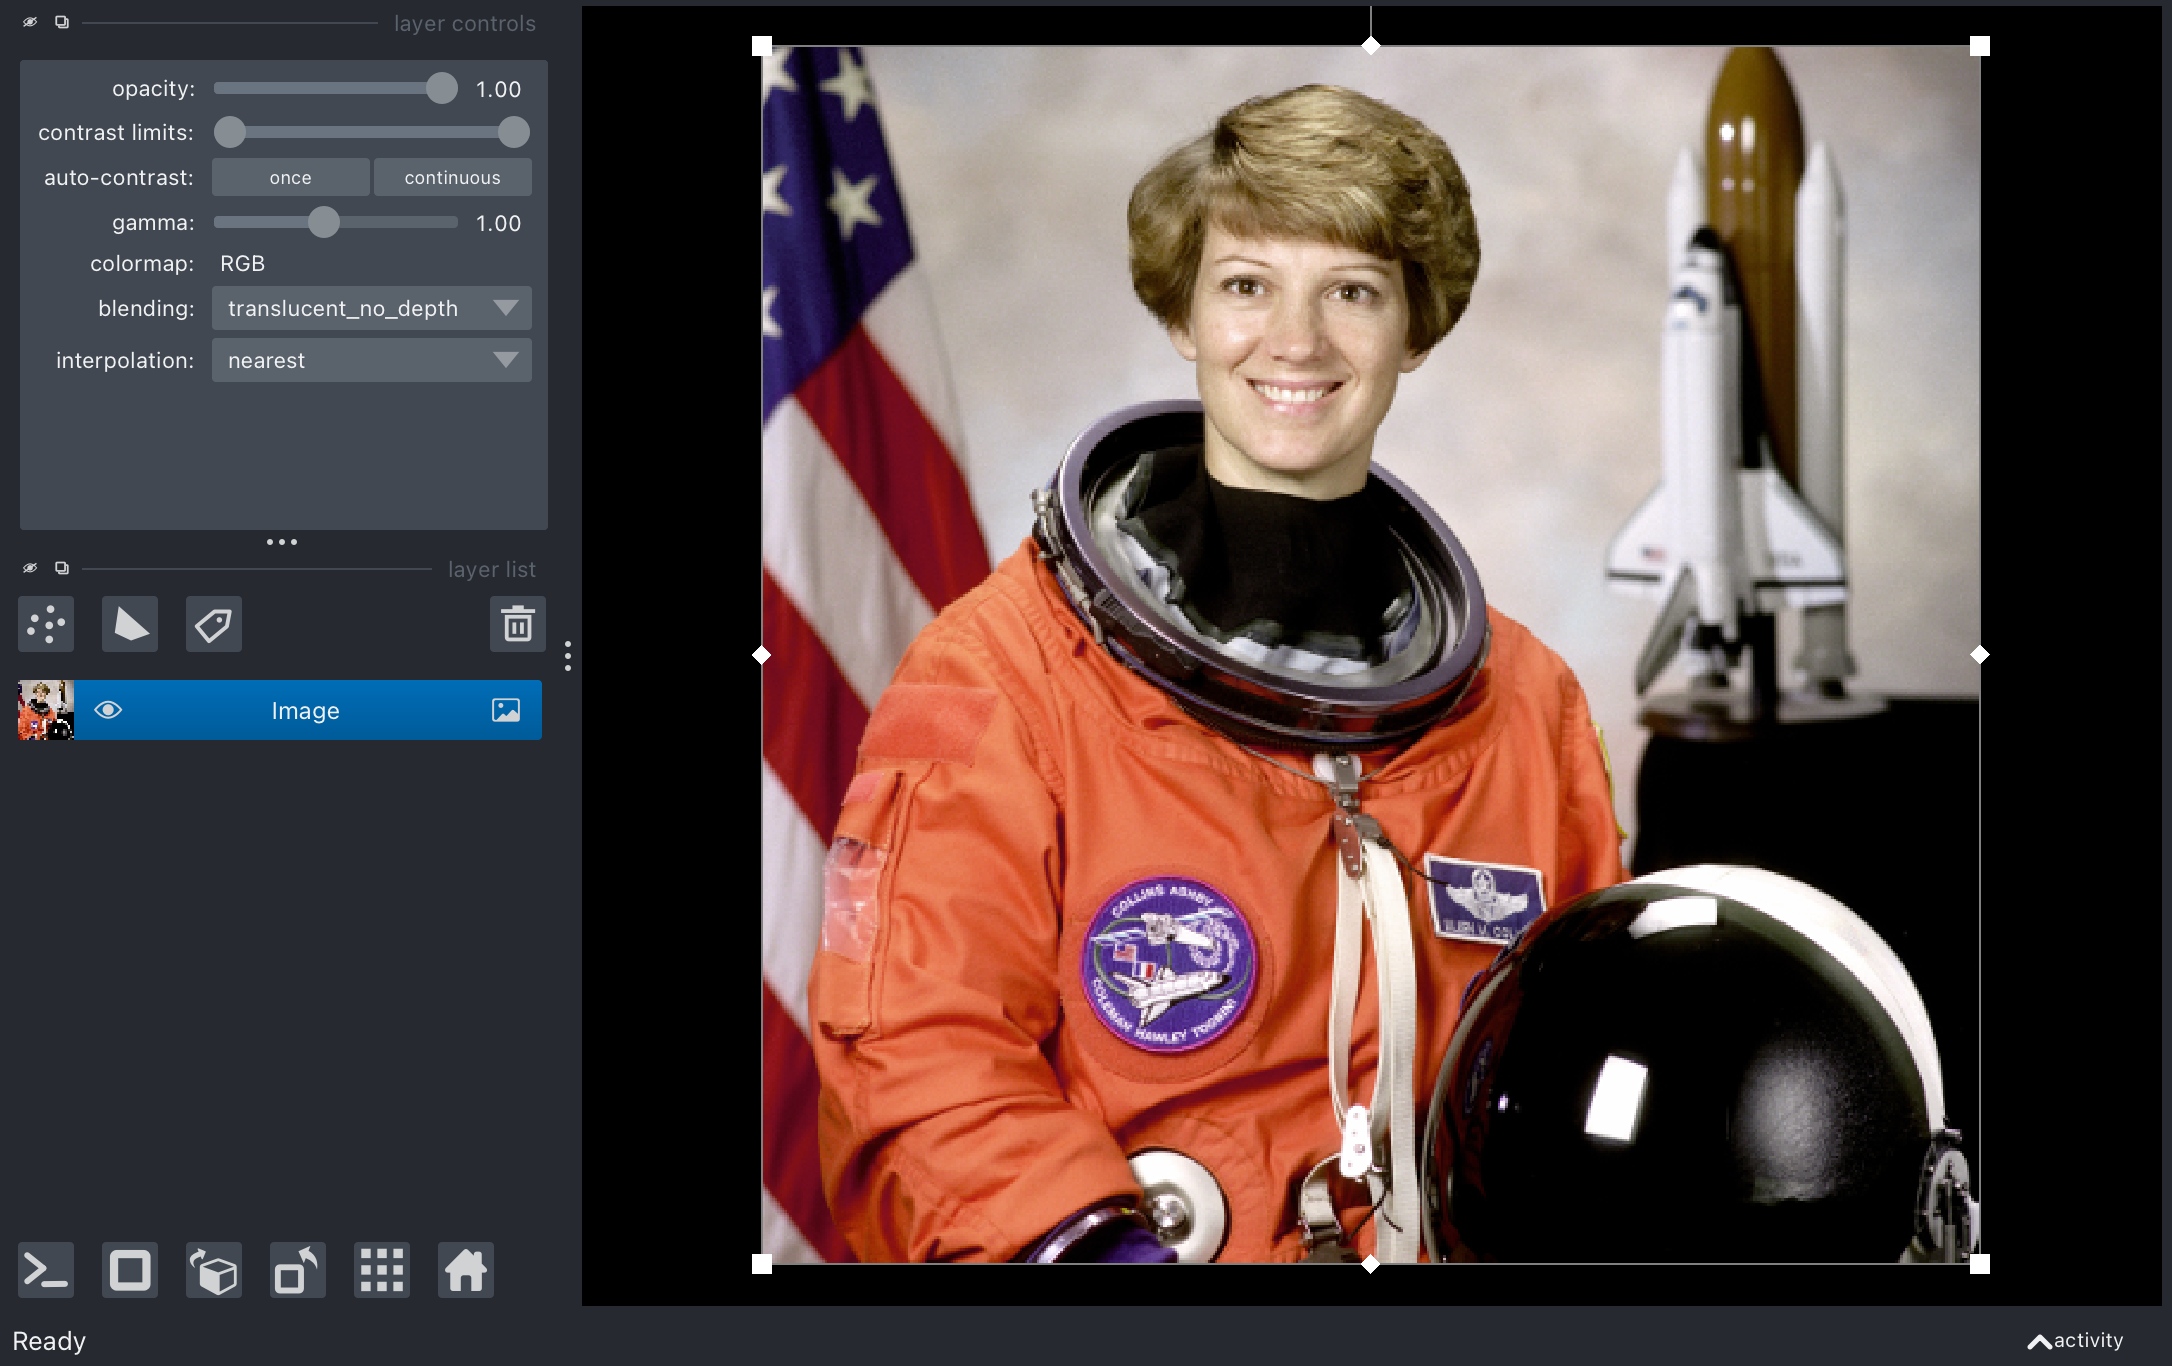 layer controls
opacity: 1.00
contrast limits:
auto-contrast: once continuous
gamma: 1.00
colormap: RGB
blending: translucent_no_depth
interpolation: nearest
layer list
Image
COLLINS ASHBY
COLEMAN HAWLEY TOGNINI
Ready
activity